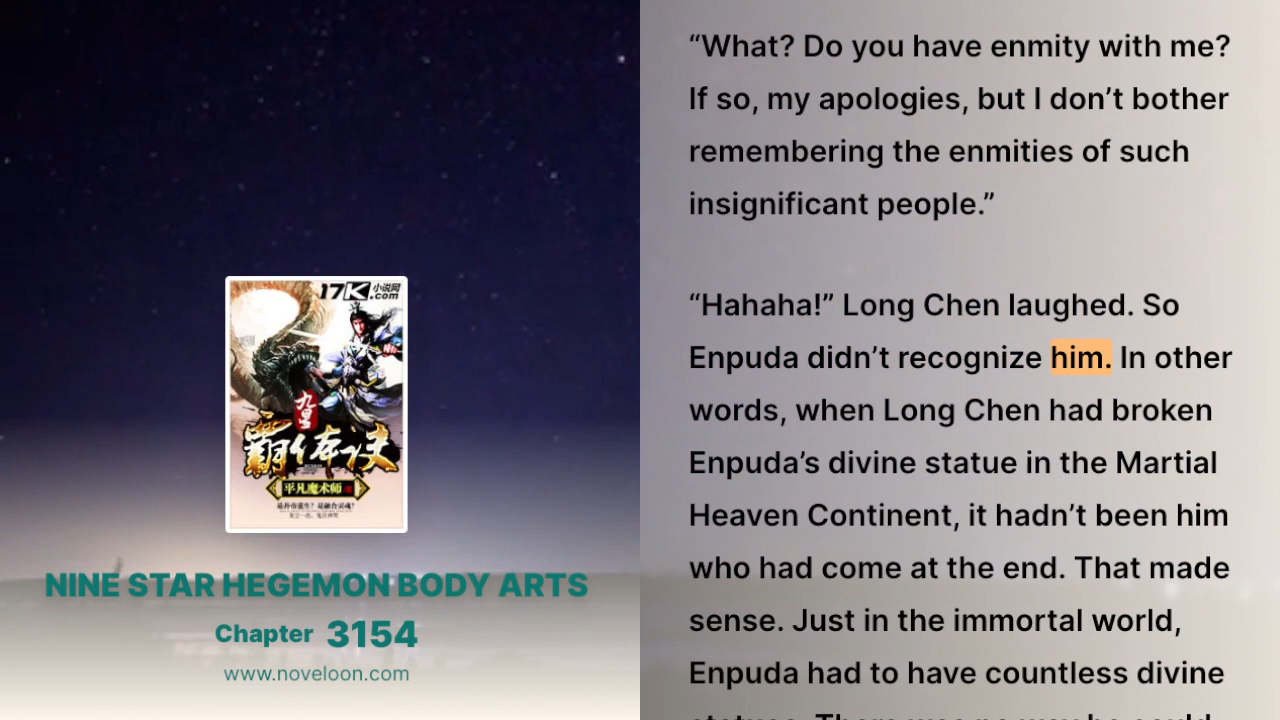 17K小说网
.com
九星
霸体诀
平凡魔术师
NINE STAR HEGEMON BODY ARTS
Chapter 3154
www.noveloon.com
“What? Do you have enmity with me?
If so, my apologies, but I don’t bother
remembering the enmities of such
insignificant people.”
“Hahaha!” Long Chen laughed. So
Enpuda didn’t recognize him. In other
words, when Long Chen had broken
Enpuda’s divine statue in the Martial
Heaven Continent, it hadn’t been him
who had come at the end. That made
sense. Just in the immortal world,
Enpuda had to have countless divine